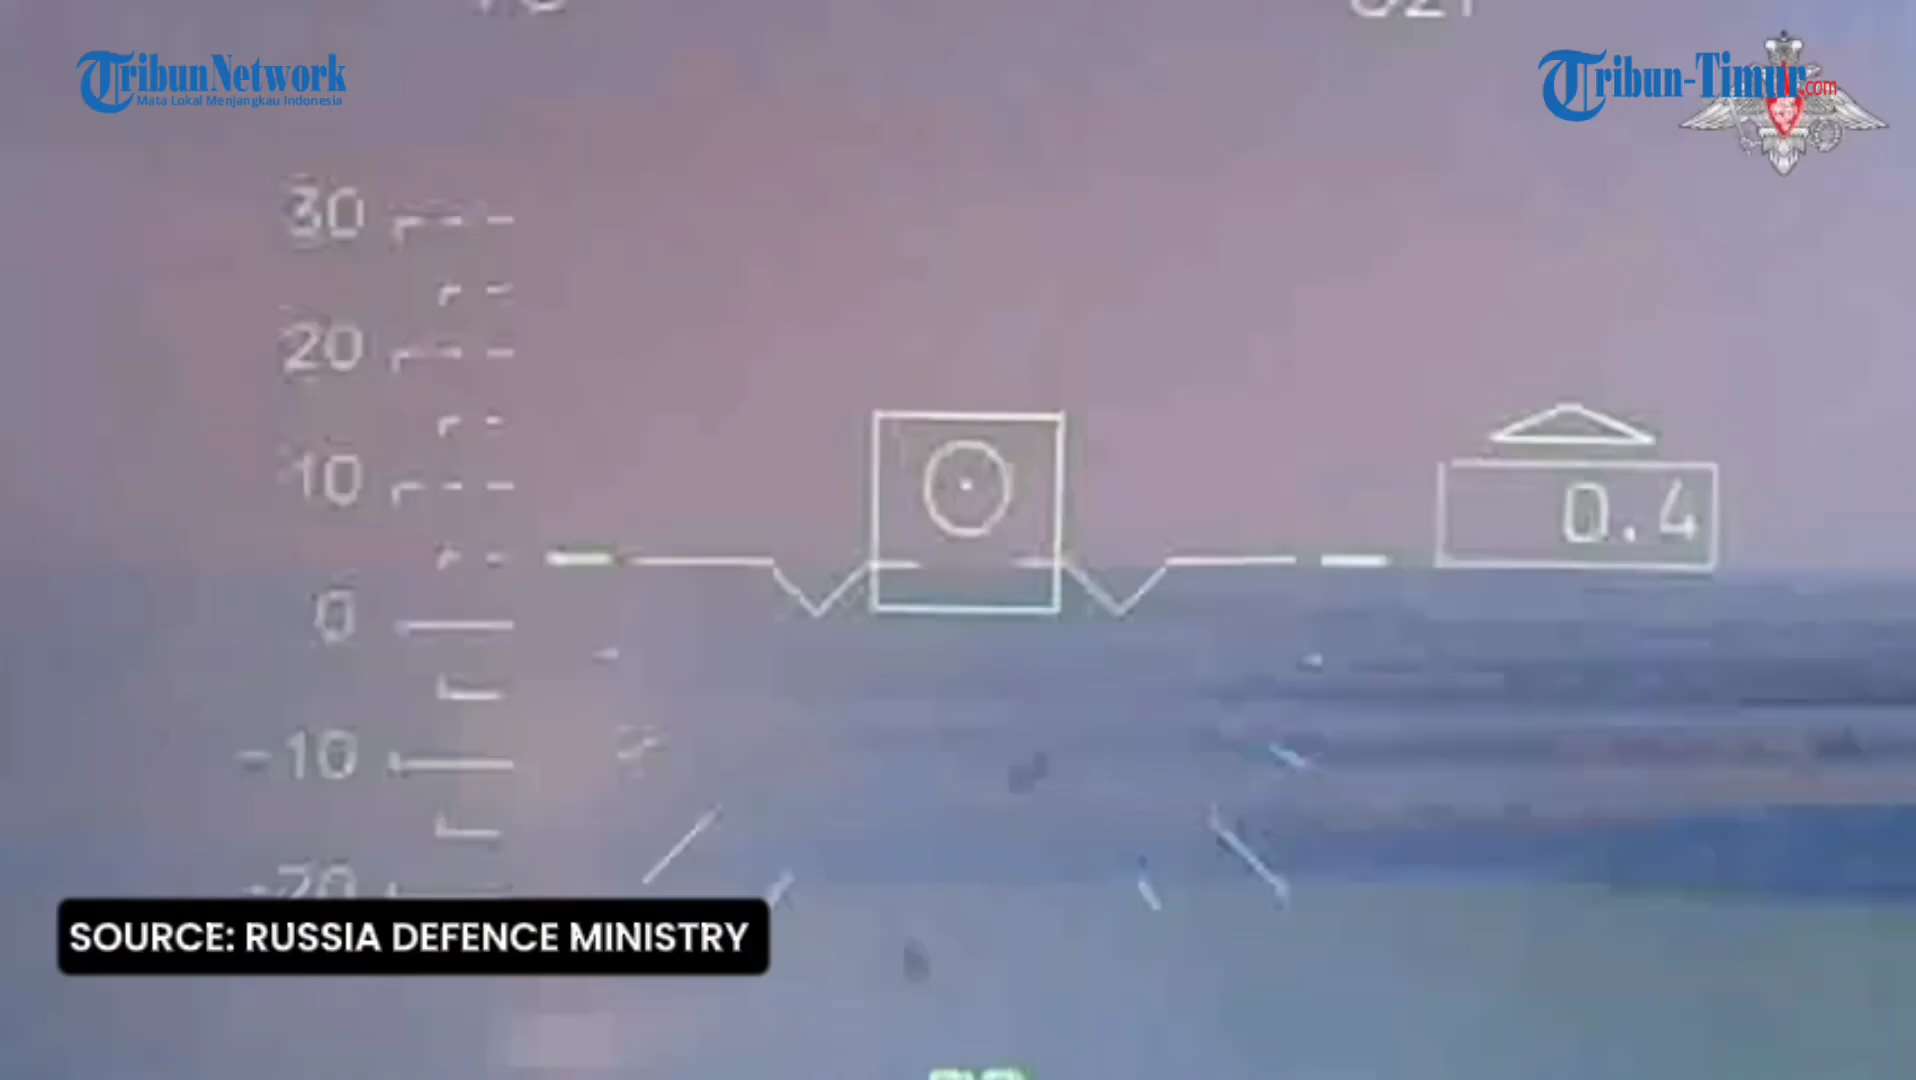 TribunNetwork
Mata Lokal Menjangkau Indonesia
Tribun-Timur.com
30
20
10
0.4
0
-10
-20
SOURCE: RUSSIA DEFENCE MINISTRY